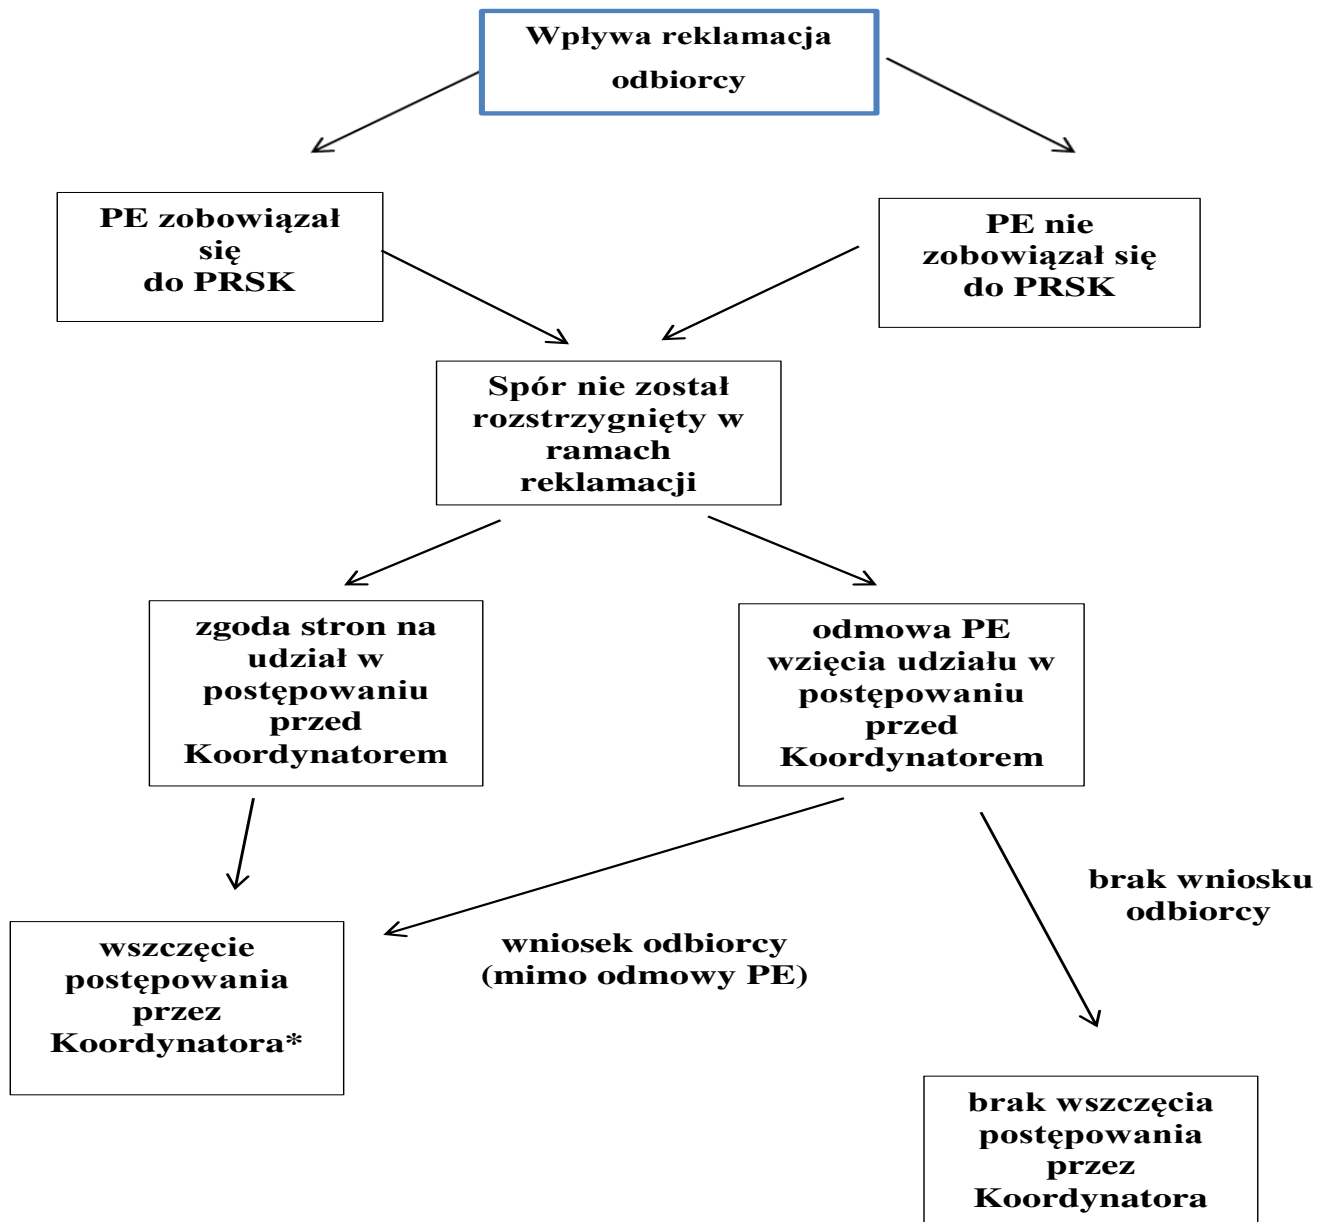 Wpływa reklamacja
odbiorcy
PE zobowiązał
się
do PRSK
PE nie
zobowiązał się
do PRSK
Spór nie został
rozstrzygnięty w
ramach
reklamacji
zgoda stron na
udział w
postępowaniu
przed
Koordynatorem
odmowa PE
wzięcia udziału w
postępowaniu
przed
Koordynatorem
brak wniosku
odbiorcy
wniosek odbiorcy
(mimo odmowy PE)
wszczęcie
postępowania
przez
Koordynatora*
brak wszczęcia
postępowania
przez
Koordynatora